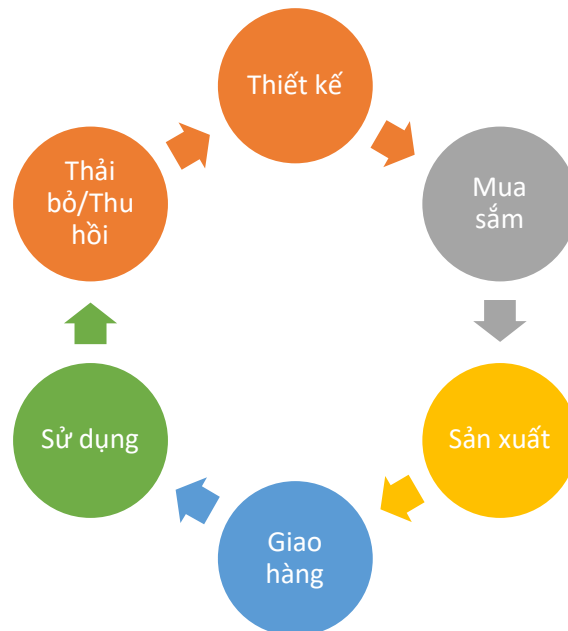 Thiết kế
Mua
sắm
Sản xuất
Giao
hàng
Sử dụng
Thải
bỏ/Thu
hồi